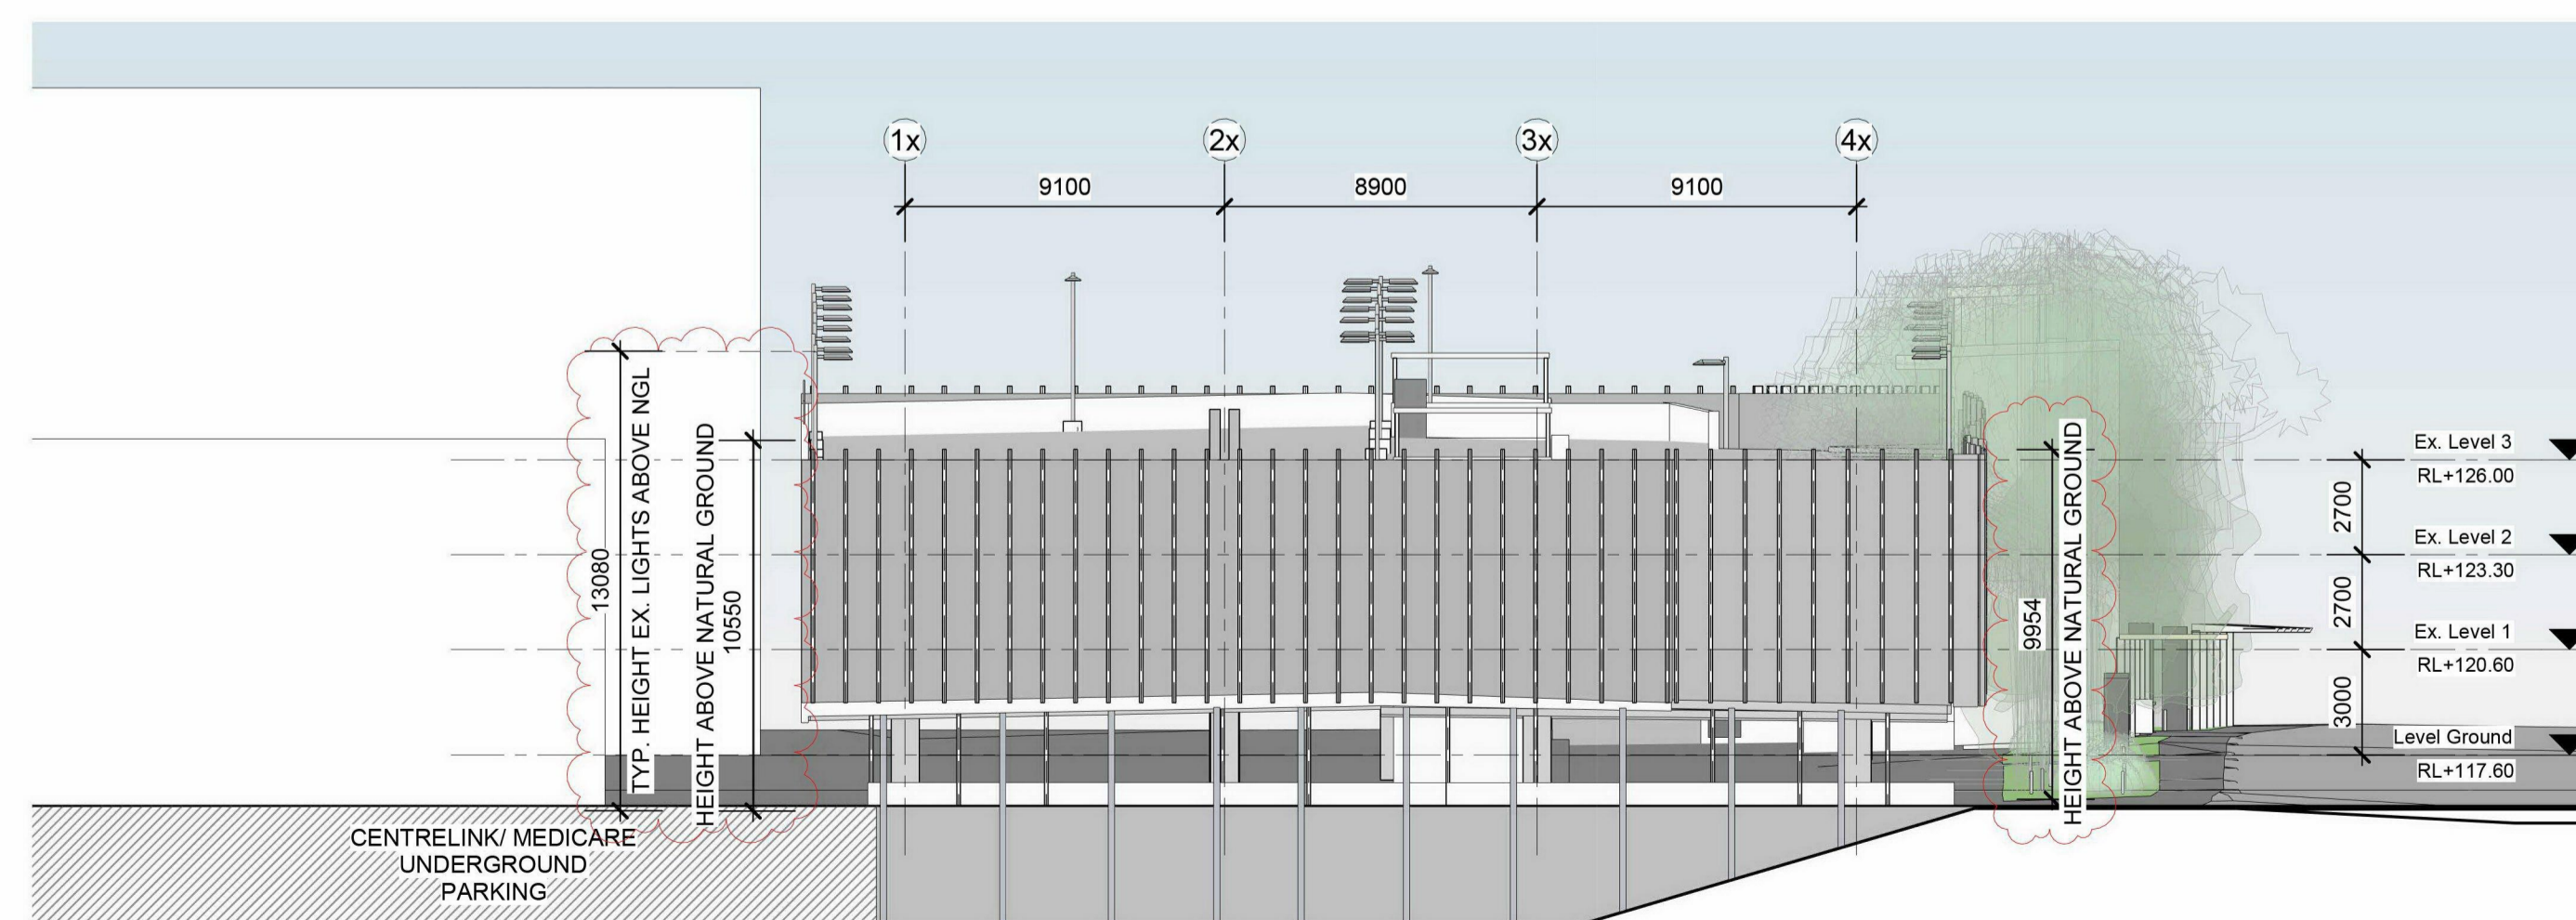 1x
2x
3x
4x
9100
8900
9100
13080
TYP. HEIGHT EX. LIGHTS ABOVE NGL
HEIGHT ABOVE NATURAL GROUND
10550
9954
HEIGHT ABOVE NATURAL GROUND
2700
2700
3000
Ex. Level 3
RL+126.00
Ex. Level 2
RL+123.30
Ex. Level 1
RL+120.60
Level Ground
RL+117.60
CENTRELINK/ MEDICARE
UNDERGROUND
PARKING